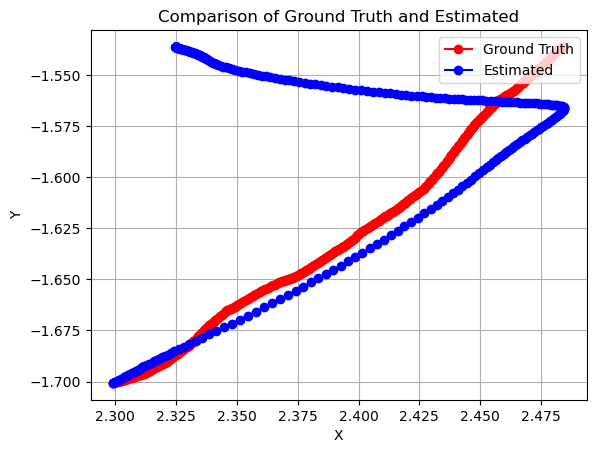 Comparison of Ground Truth and Estimated
Ground Truth
Estimated
−1.550
−1.575
−1.600
−1.625
−1.650
−1.675
−1.700
Y
2.300 2.325 2.350 2.375 2.400 2.425 2.450 2.475
X